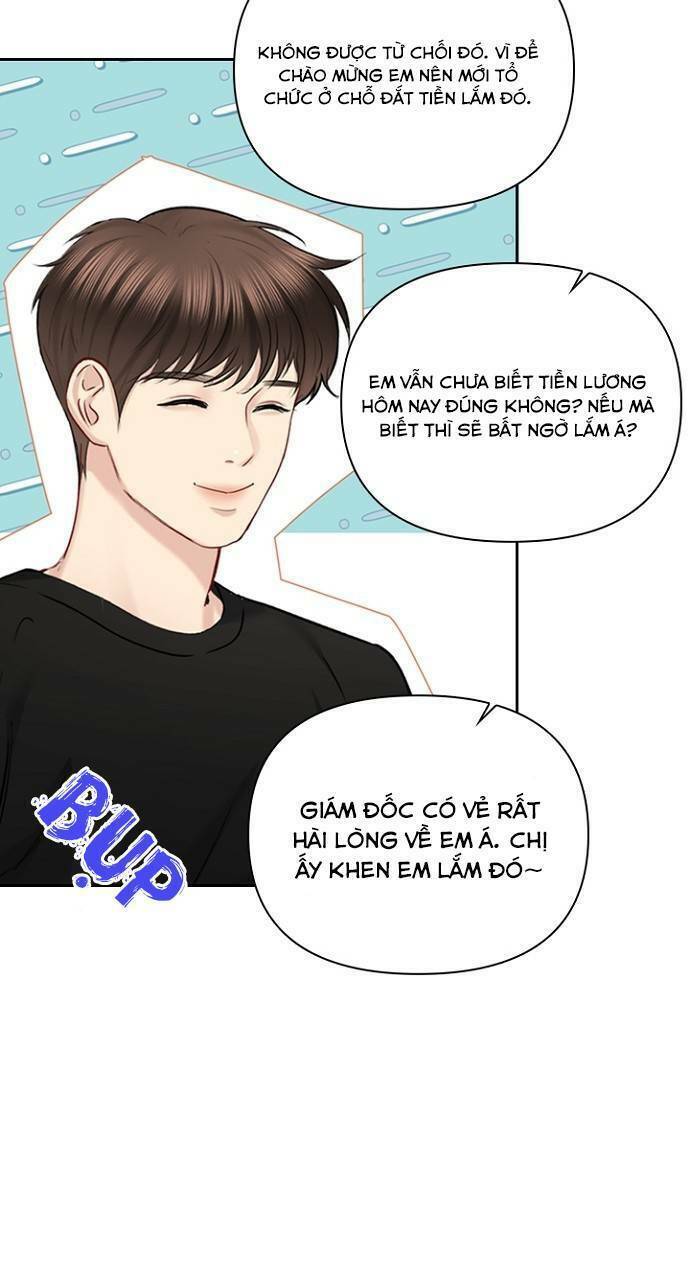 KHÔNG ĐƯỢC TỪ CHỐI ĐÓ. VÌ ĐỂ
CHÀO MỪNG EM NÊN MỚI TỔ
CHỨC Ở CHỖ ĐẮT TIỀN LẮM ĐÓ.
EM VẪN CHƯA BIẾT TIỀN LƯƠNG
HÔM NAY ĐÚNG KHÔNG? NẾU MÀ
BIẾT THÌ SẼ BẤT NGỜ LẮM Á?
GIÁM ĐỐC CÓ VẺ RẤT
HÀI LÒNG VỀ EM Á. CHỊ
ẤY KHEN EM LẮM ĐÓ~
BỤP